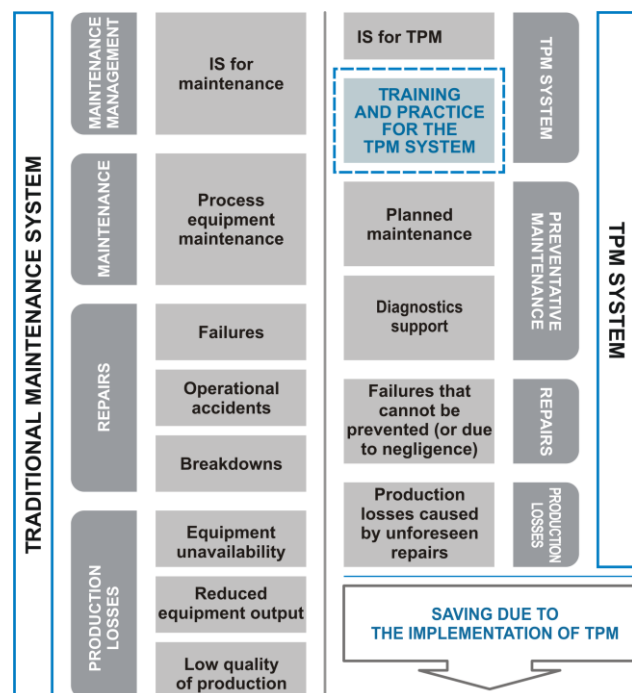 TRADITIONAL MAINTENANCE SYSTEM
MAINTENANCE
MANAGEMENT
IS for
maintenance
MAINTENANCE
Process
equipment
maintenance
REPAIRS
Failures
Operational
accidents
Breakdowns
PRODUCTION
LOSSES
Equipment
unavailability
Reduced
equipment output
Low quality
of production
IS for TPM
TRAINING
AND PRACTICE
FOR THE
TPM SYSTEM
TPM SYSTEM
Planned
maintenance
Diagnostics
support
PREVENTATIVE
MAINTENANCE
Failures that
cannot be
prevented (or due
to negligence)
REPAIRS
Production
losses caused
by unforeseen
repairs
PRODUCTION
LOSSES
TPM SYSTEM
SAVING DUE TO
THE IMPLEMENTATION OF TPM